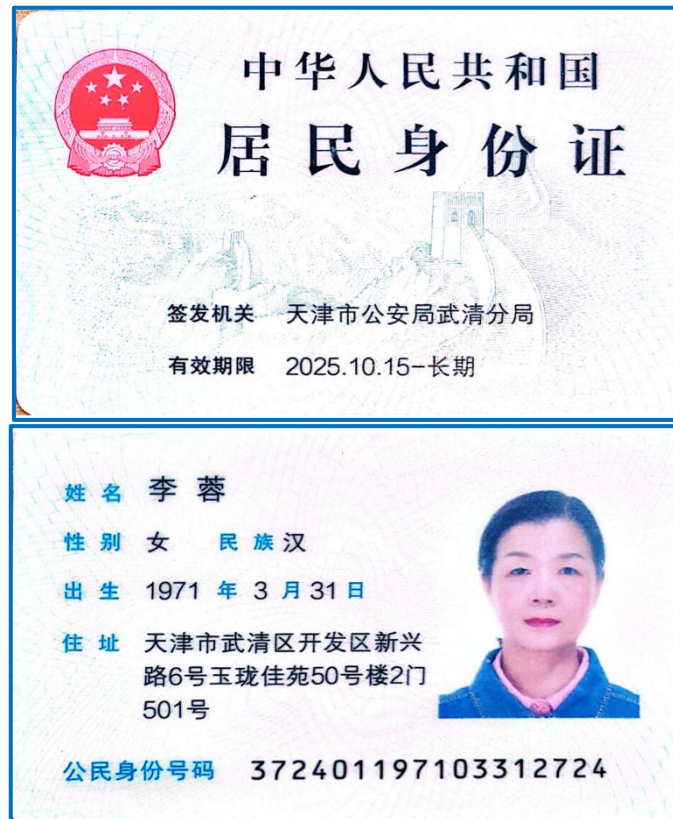 中华人民共和国
居民身份证
签发机关 天津市公安局武清分局
有效期限 2025.10.15-长期
姓名 李蓉
性别 女 民族 汉
出生 1971 年 3 月 31 日
住址 天津市武清区开发区新兴
路6号玉珑佳苑50号楼2门
501号
公民身份号码 372401197103312724